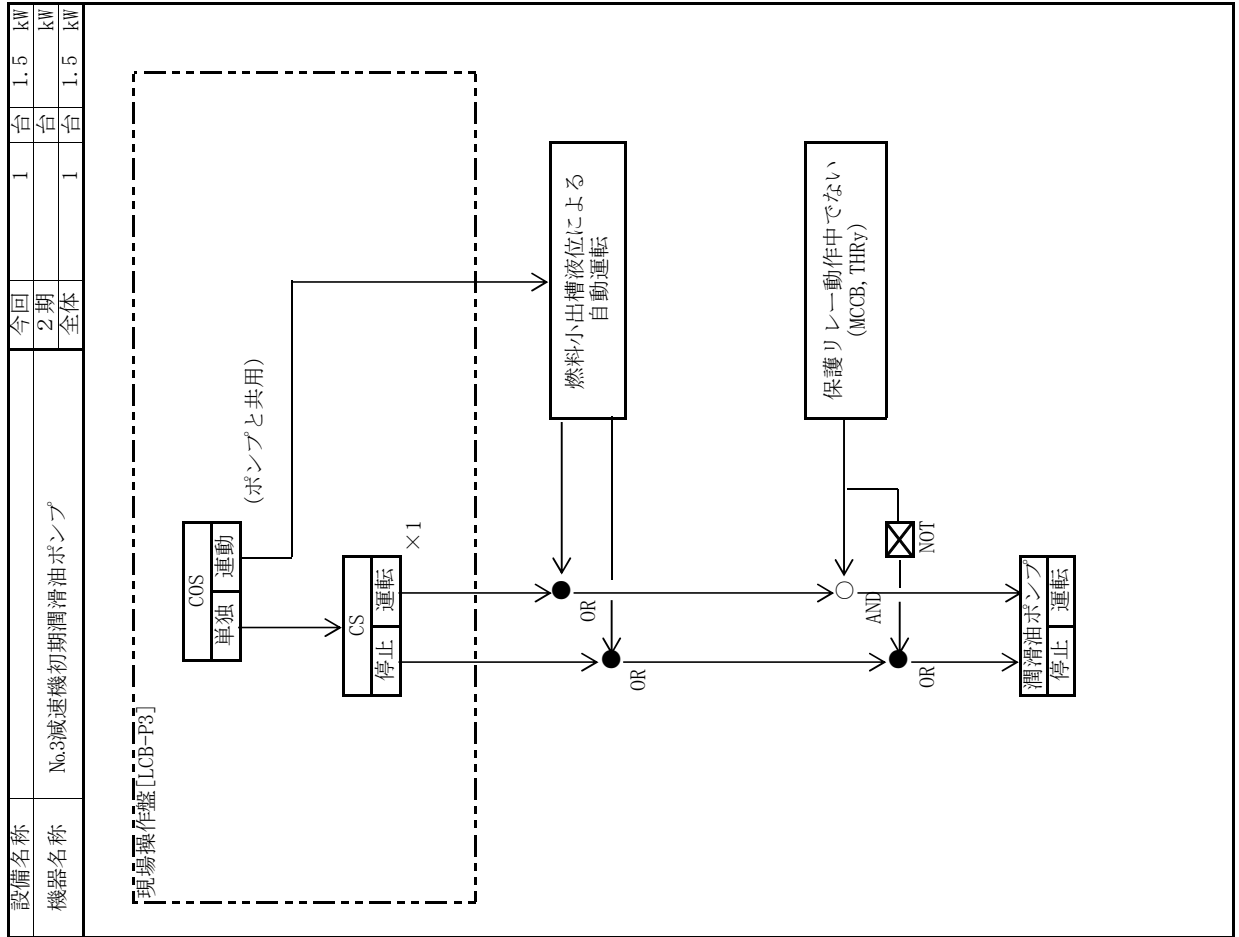 設備名称
機器名称 No.3減速機初期潤滑油ポンプ
今回 1 台 1.5 kW
2期 台 kW
全体 1 台 1.5 kW
現場操作盤[LCB-P3]
COS
単独 連動
(ポンプと共用)
CS
停止 運転
×1
燃料小出槽液位による
自動運転
OR
OR
保護リレー動作中でない
(MCCB,THRy)
AND
NOT
OR
潤滑油ポンプ
停止 運転